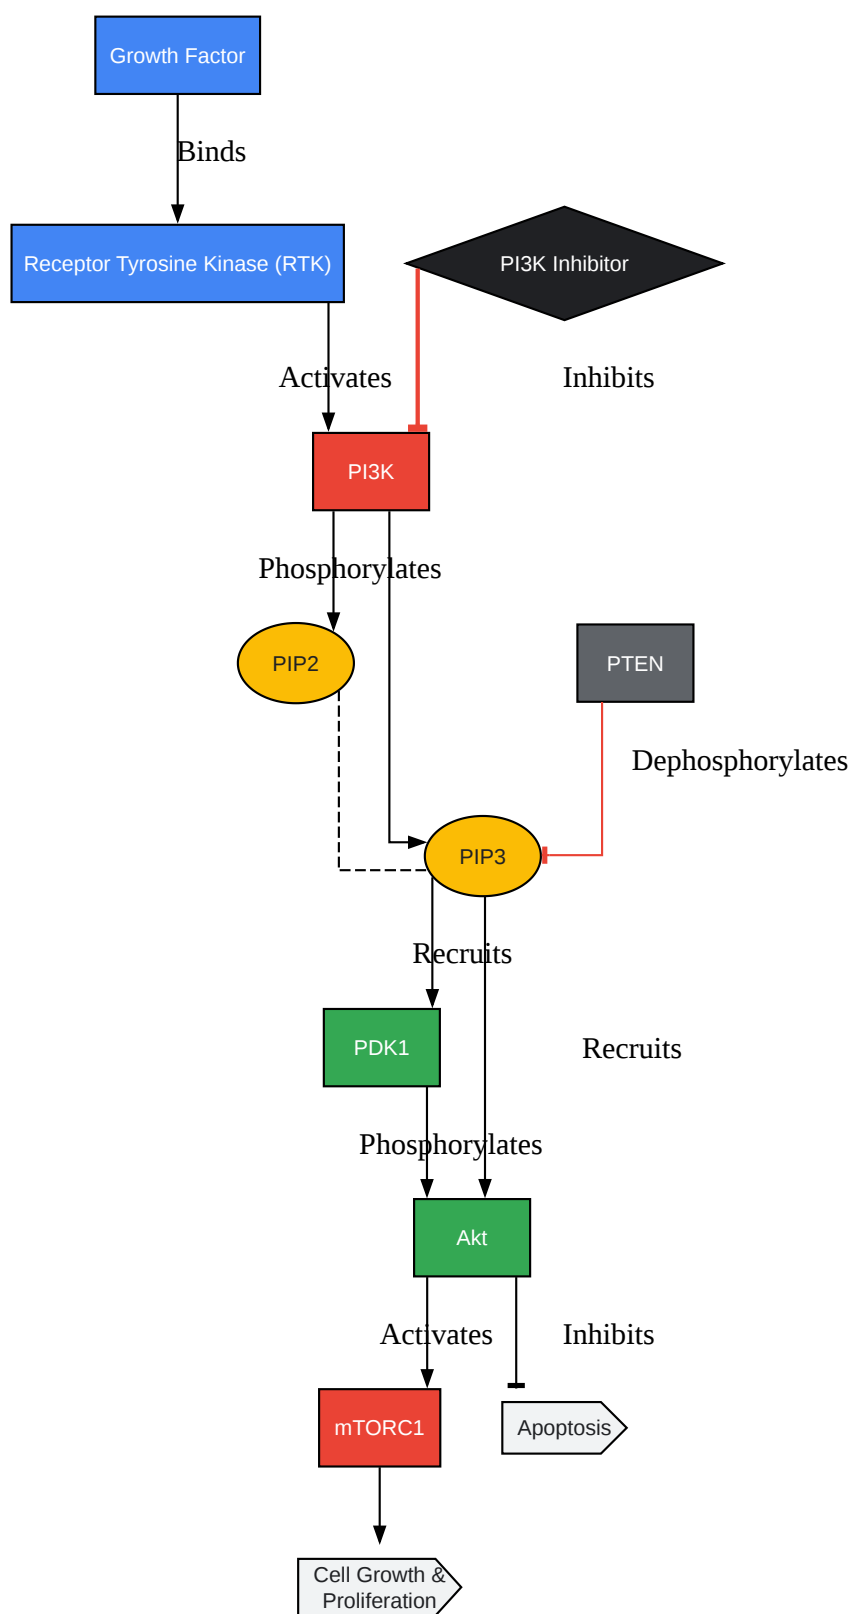 Growth Factor
Binds
Receptor Tyrosine Kinase (RTK)
PI3K Inhibitor
Activates
Inhibits
PI3K
Phosphorylates
PIP2
PTEN
Dephosphorylates
PIP3
Recruits
PDK1
Recruits
Phosphorylates
Akt
Activates
Inhibits
mTORC1
Apoptosis
Cell Growth &
Proliferation